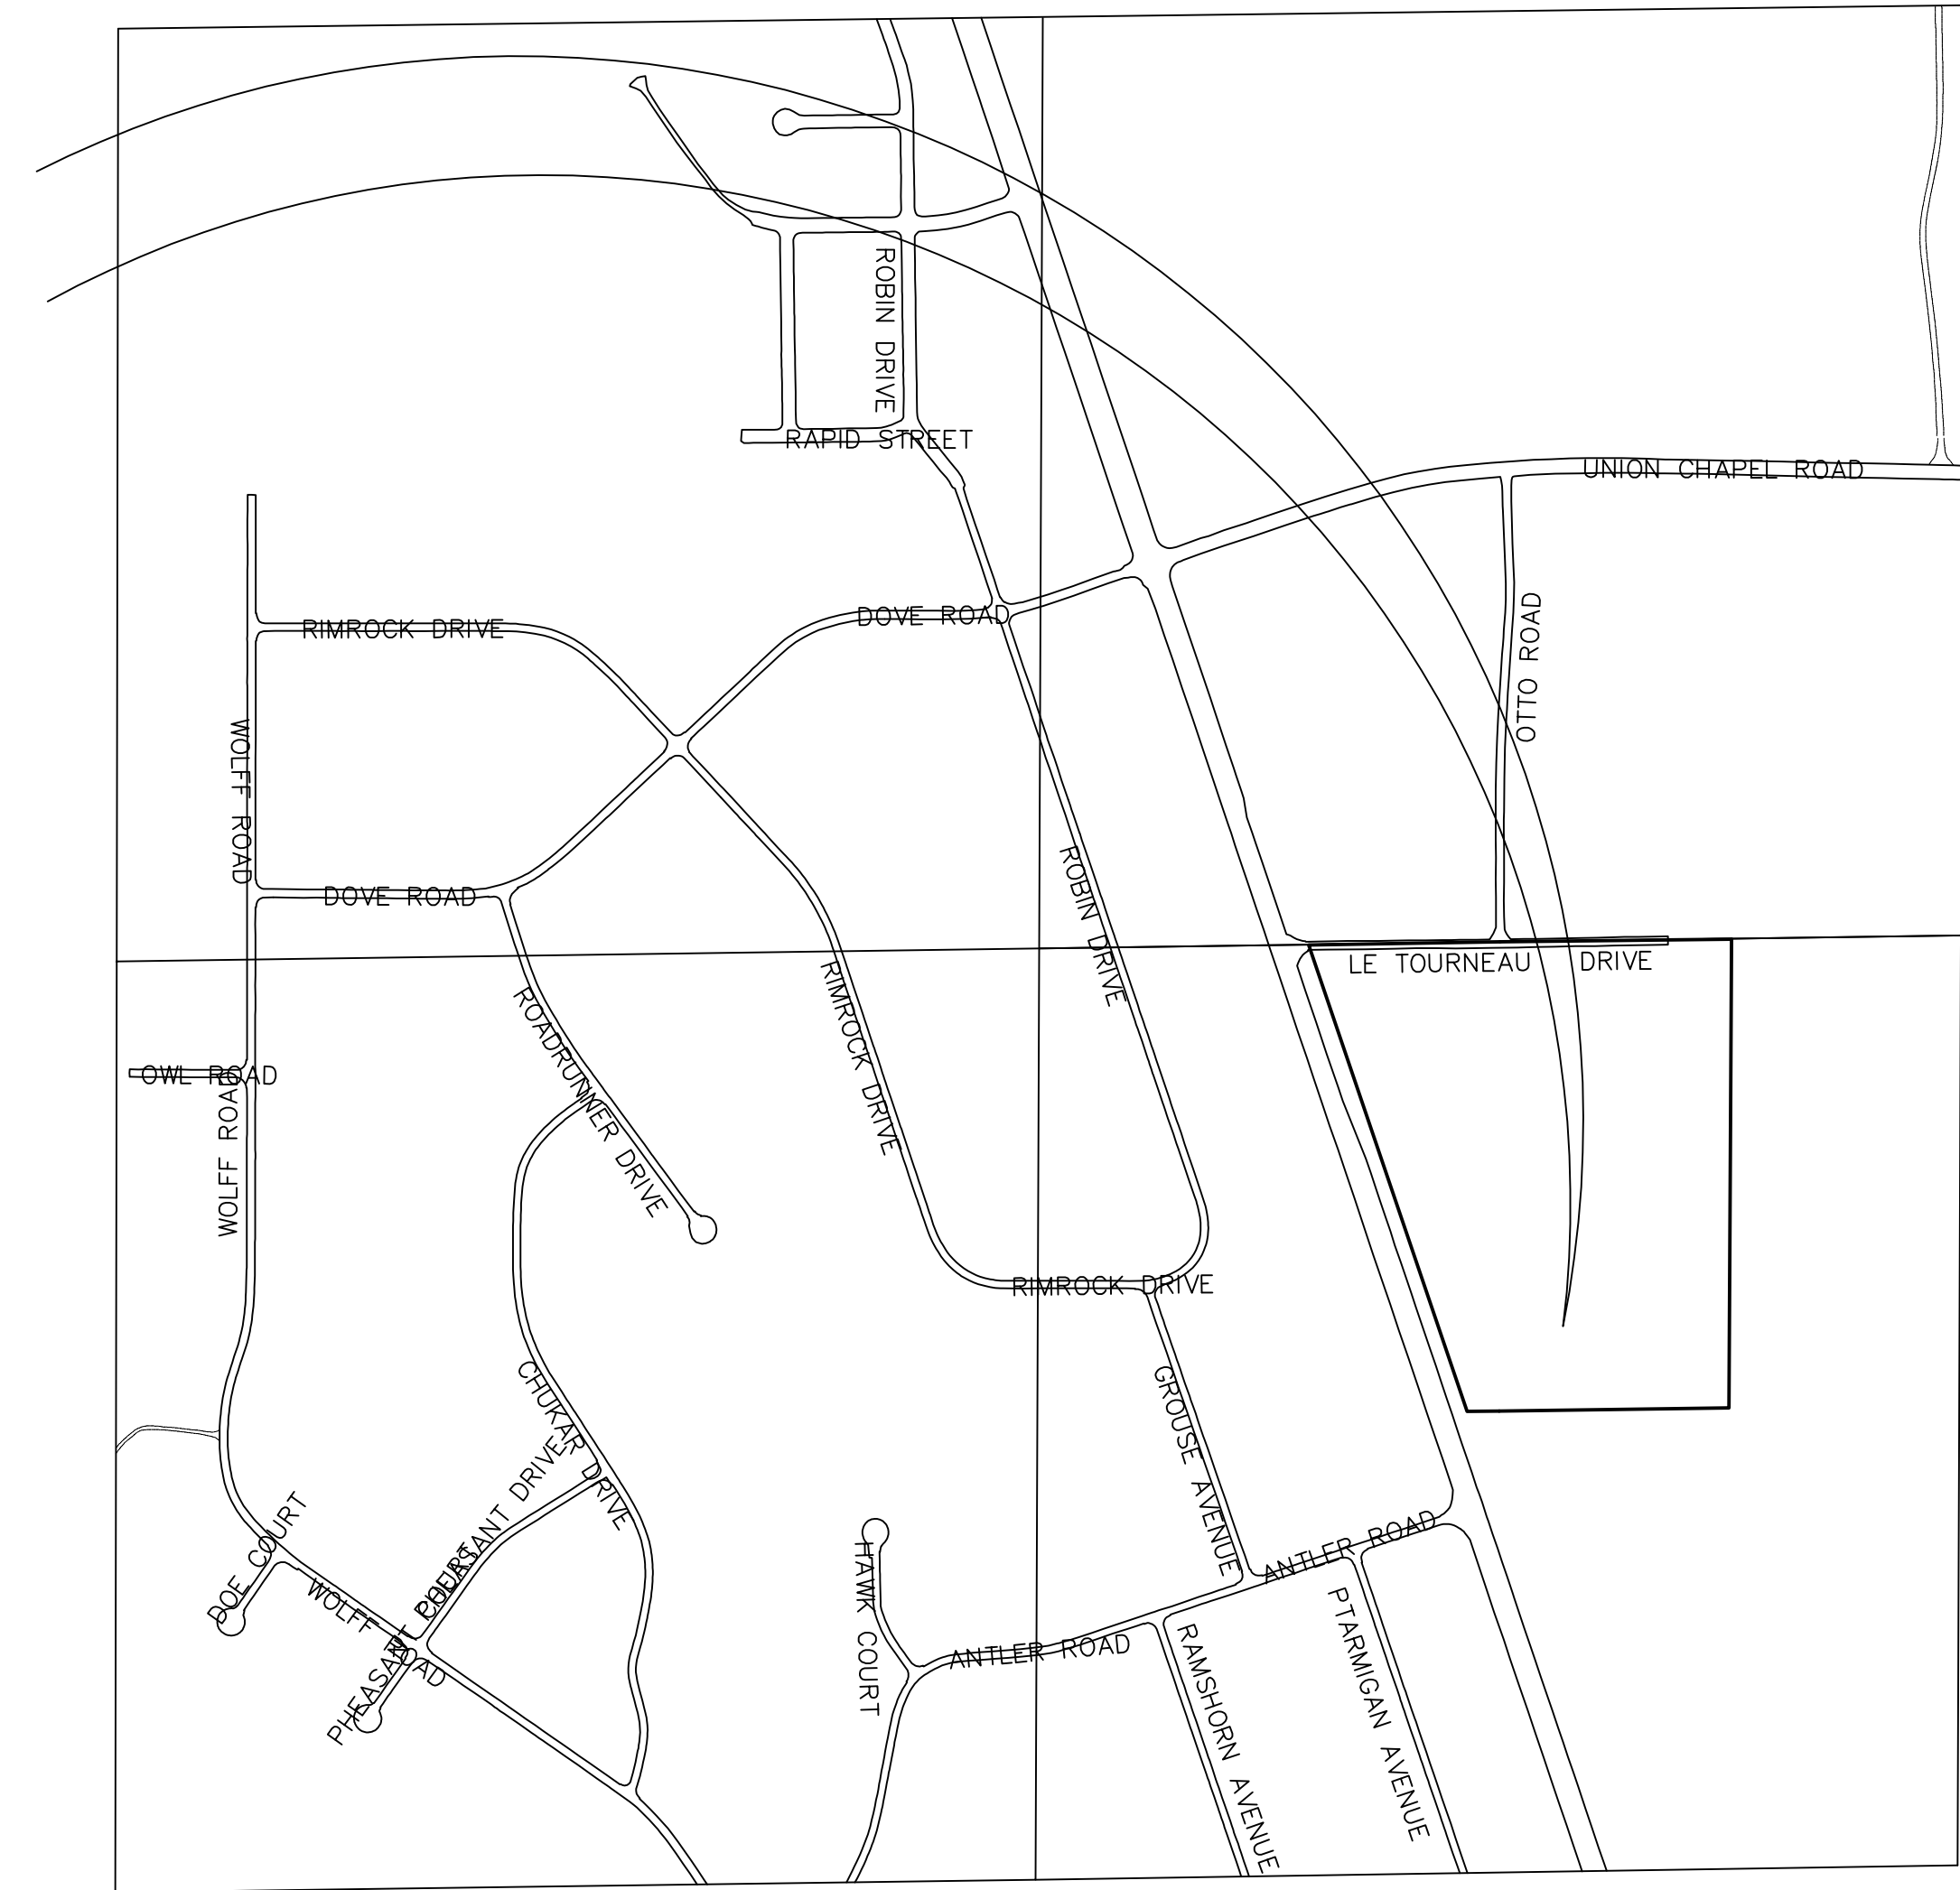 ROBIN DRIVE
RAPID STREET
UNION CHAPEL ROAD
RIMROCK DRIVE
DOVE ROAD
OTTO ROAD
WOLFF ROAD
DOVE ROAD
ROBIN DRIVE
LE TOURNEAU DRIVE
RIMROCK DRIVE
ROADRUNNER DRIVE
OWL ROAD
WOLFF ROAD
RIMROCK DRIVE
CHUKAR DRIVE
GROUSE AVENUE
PHEASANT DRIVE
DOE COURT
ANTLER ROAD
HAWK COURT
WOLFF ROAD
PHEASANT COURT
ANTLER ROAD
RAMSHORN AVENUE
PTARMIGAN AVENUE